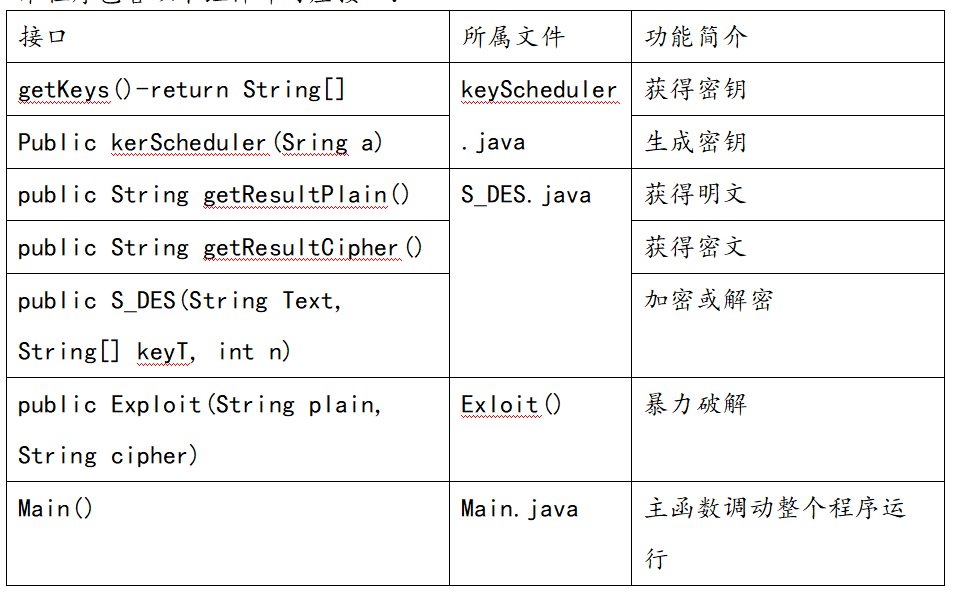 接口 所属文件 功能简介
getKeys()-return String[] keyScheduler 获得密钥
Public kerScheduler(Sring a) .java 生成密钥
public String getResultPlain() S_DES.java 获得明文
public String getResultCipher() 获得密文
public S_DES(String Text, 加密或解密
String[] keyT, int n)
public Exploit(String plain, Exloit() 暴力破解
String cipher)
Main() Main.java 主函数调动整个程序运
行